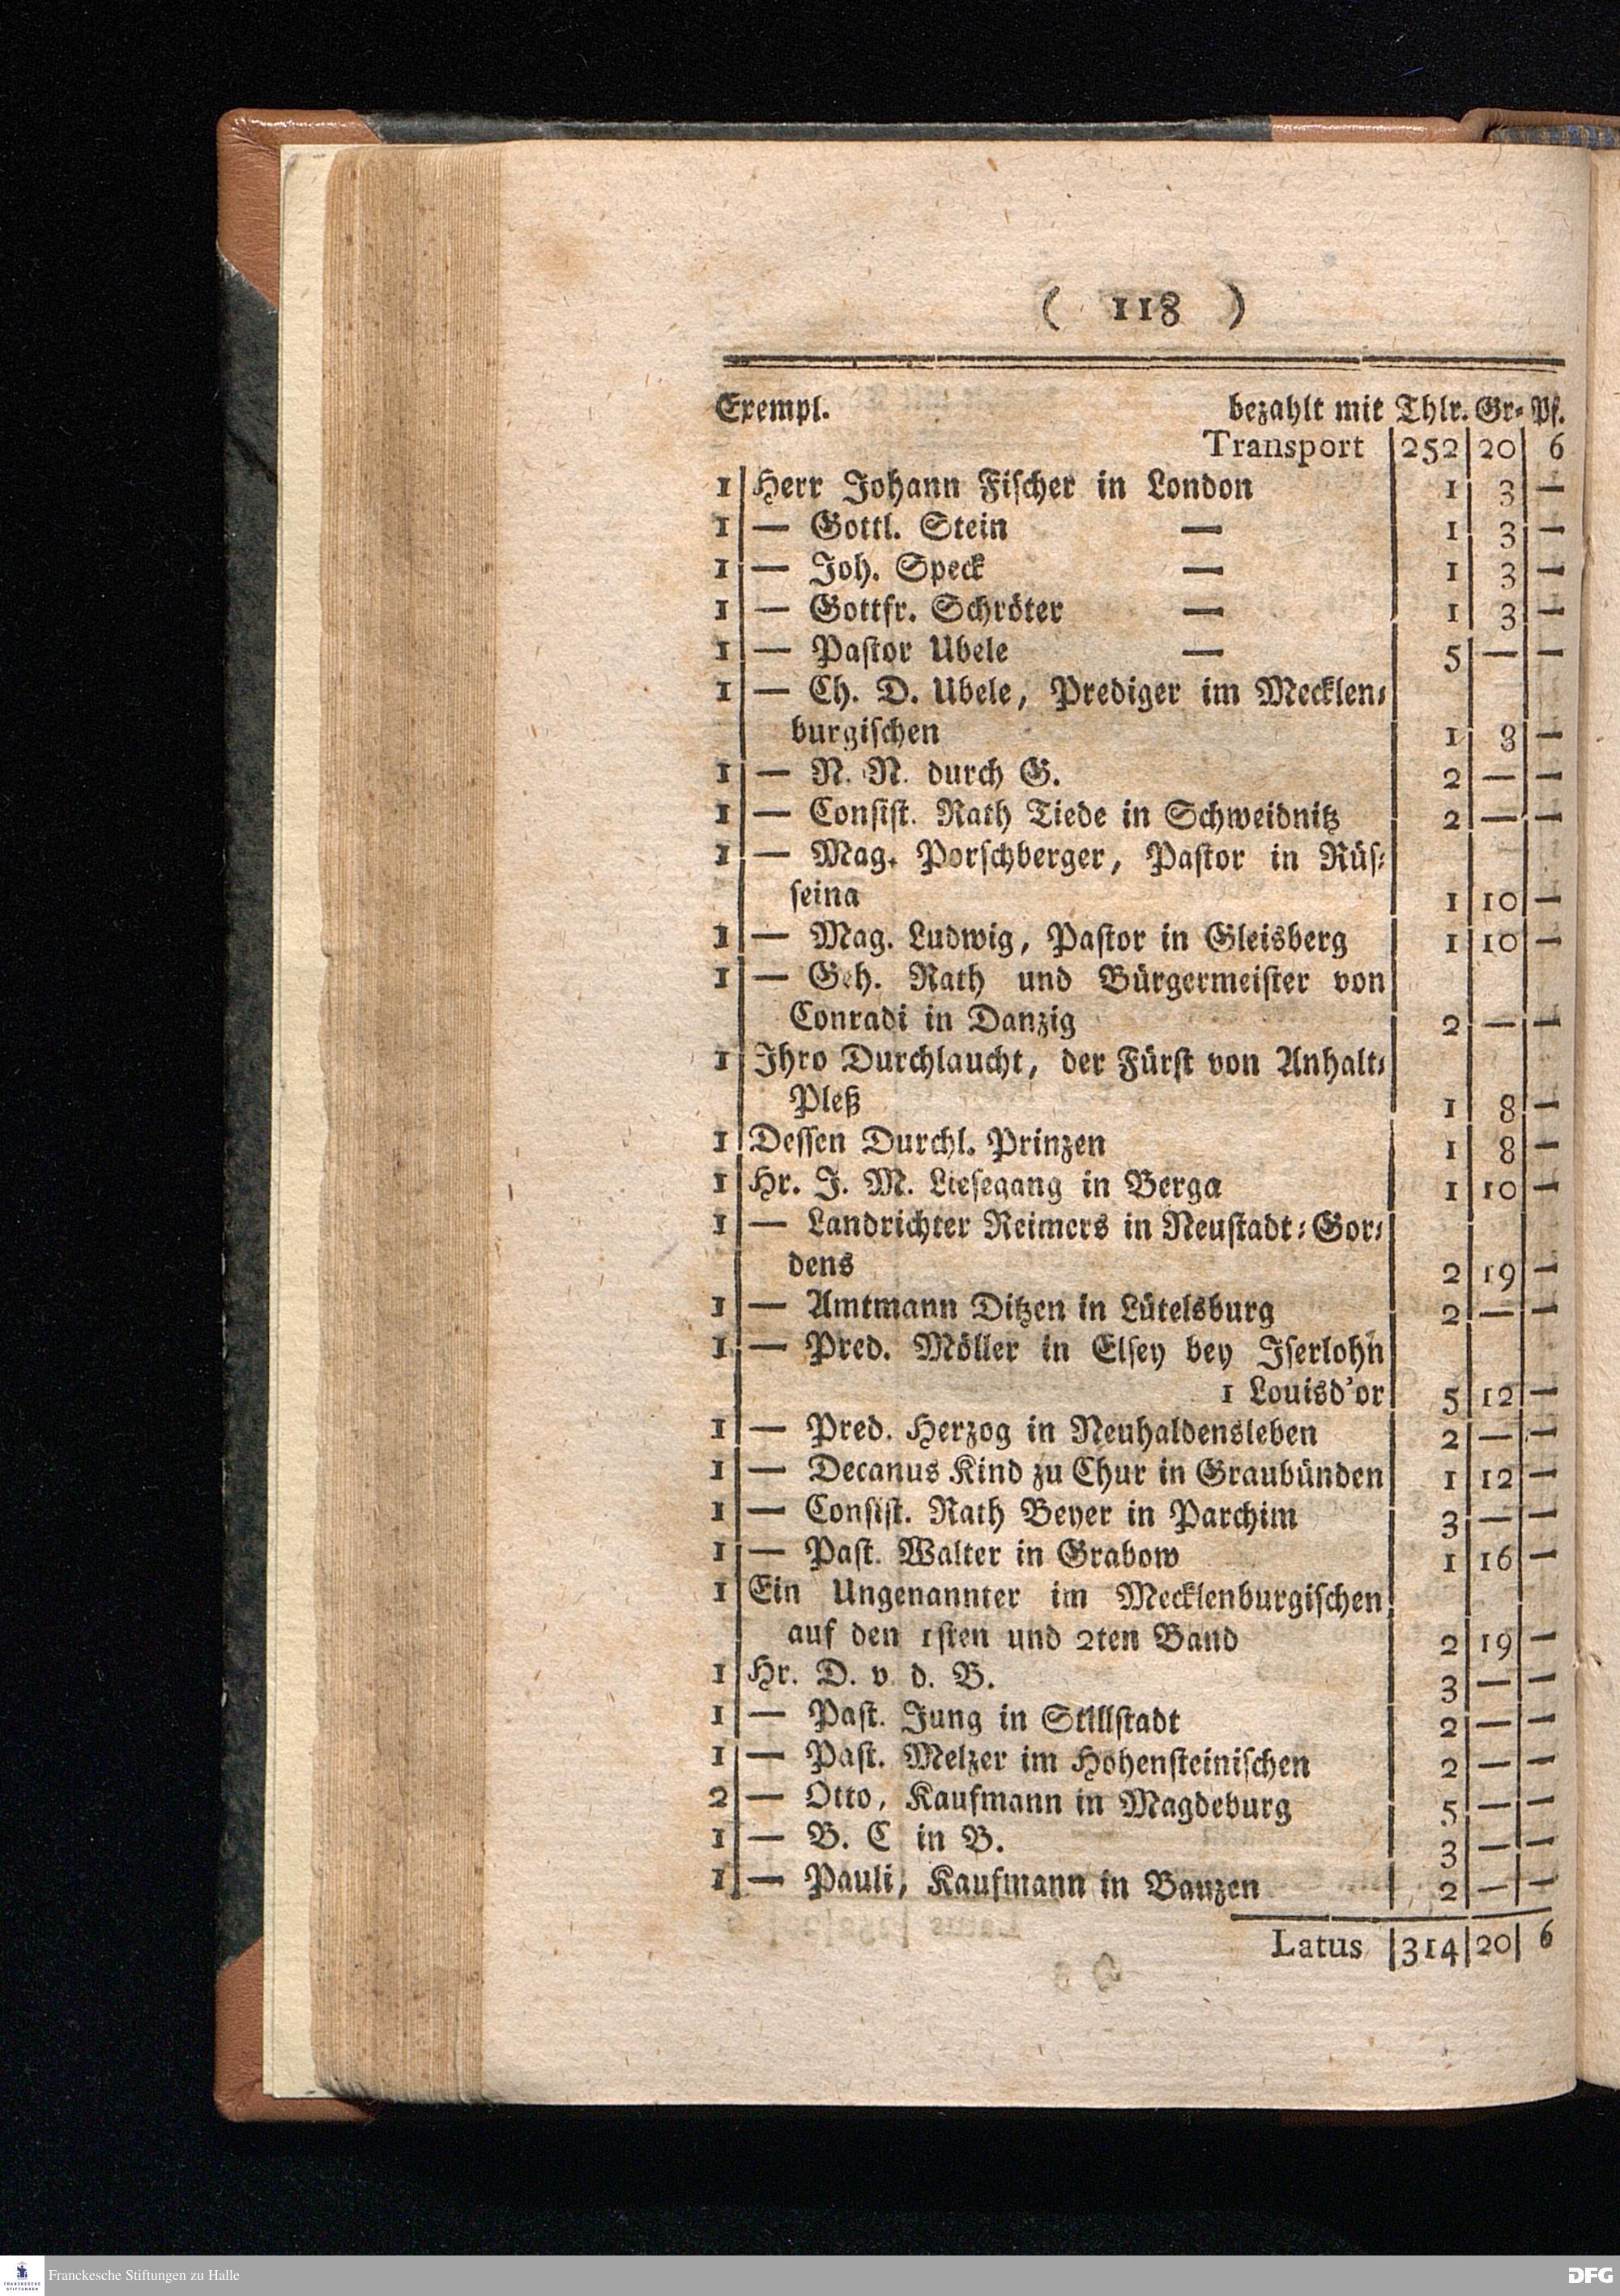 ( 118 )
Exempl. bezahlt mit Thlr. Gr. Pf.
Transport |252|20| 6
1 Herr Johann Fischer in London 1 3 —
1 — Gottl. Stein — 1 3 —
1 — Joh. Speck — 1 3 —
1 — Gottfr. Schröter — 1 3 —
1 — Pastor Ubele — 5 — —
1 — Ch. D. Ubele, Prediger im Mecklen-
burgischen 1 8 —
1 — N. N. durch G. 2 — —
1 — Consist. Rath Tiede in Schweidnitz 2 — —
1 — Mag. Porschberger, Pastor in Rüs-
seina 1 10 —
1 — Mag. Ludwig, Pastor in Gleisberg 1 10 —
1 — Geh. Rath und Bürgermeister von
Conradi in Danzig 2 — —
1 Ihro Durchlaucht, der Fürst von Anhalt-
Pleß 1 8 —
1 Dessen Durchl. Prinzen 1 8 —
1 Hr. J. M. Liesegang in Berga 1 10 —
1 — Landrichter Reimers in Neustadt-Gor-
dens 2 19 —
1 — Amtmann Ditzen in Lütelsburg 2 — —
1 — Pred. Möller in Elsey bey Iserlohn
1 Louisd'or 5 12 —
1 — Pred. Herzog in Neuhaldensleben 2 — —
1 — Decanus Kind zu Chur in Graubünden 1 12 —
1 — Consist. Rath Beyer in Parchim 3 — —
1 — Past. Walter in Grabow 1 16 —
1 Ein Ungenannter im Mecklenburgischen
auf den 1sten und 2ten Band 2 19 —
1 Hr. D. v. d. B. 3 — —
1 — Past. Jung in Stillstadt 2 — —
1 — Past. Melzer im Hohensteinischen 2 — —
2 — Otto, Kaufmann in Magdeburg 5 — —
1 — B. C in B. 3 — —
1 — Pauli, Kaufmann in Bauzen 2 — —
Latus |314|20| 6
Franckesche Stiftungen zu Halle
DFG